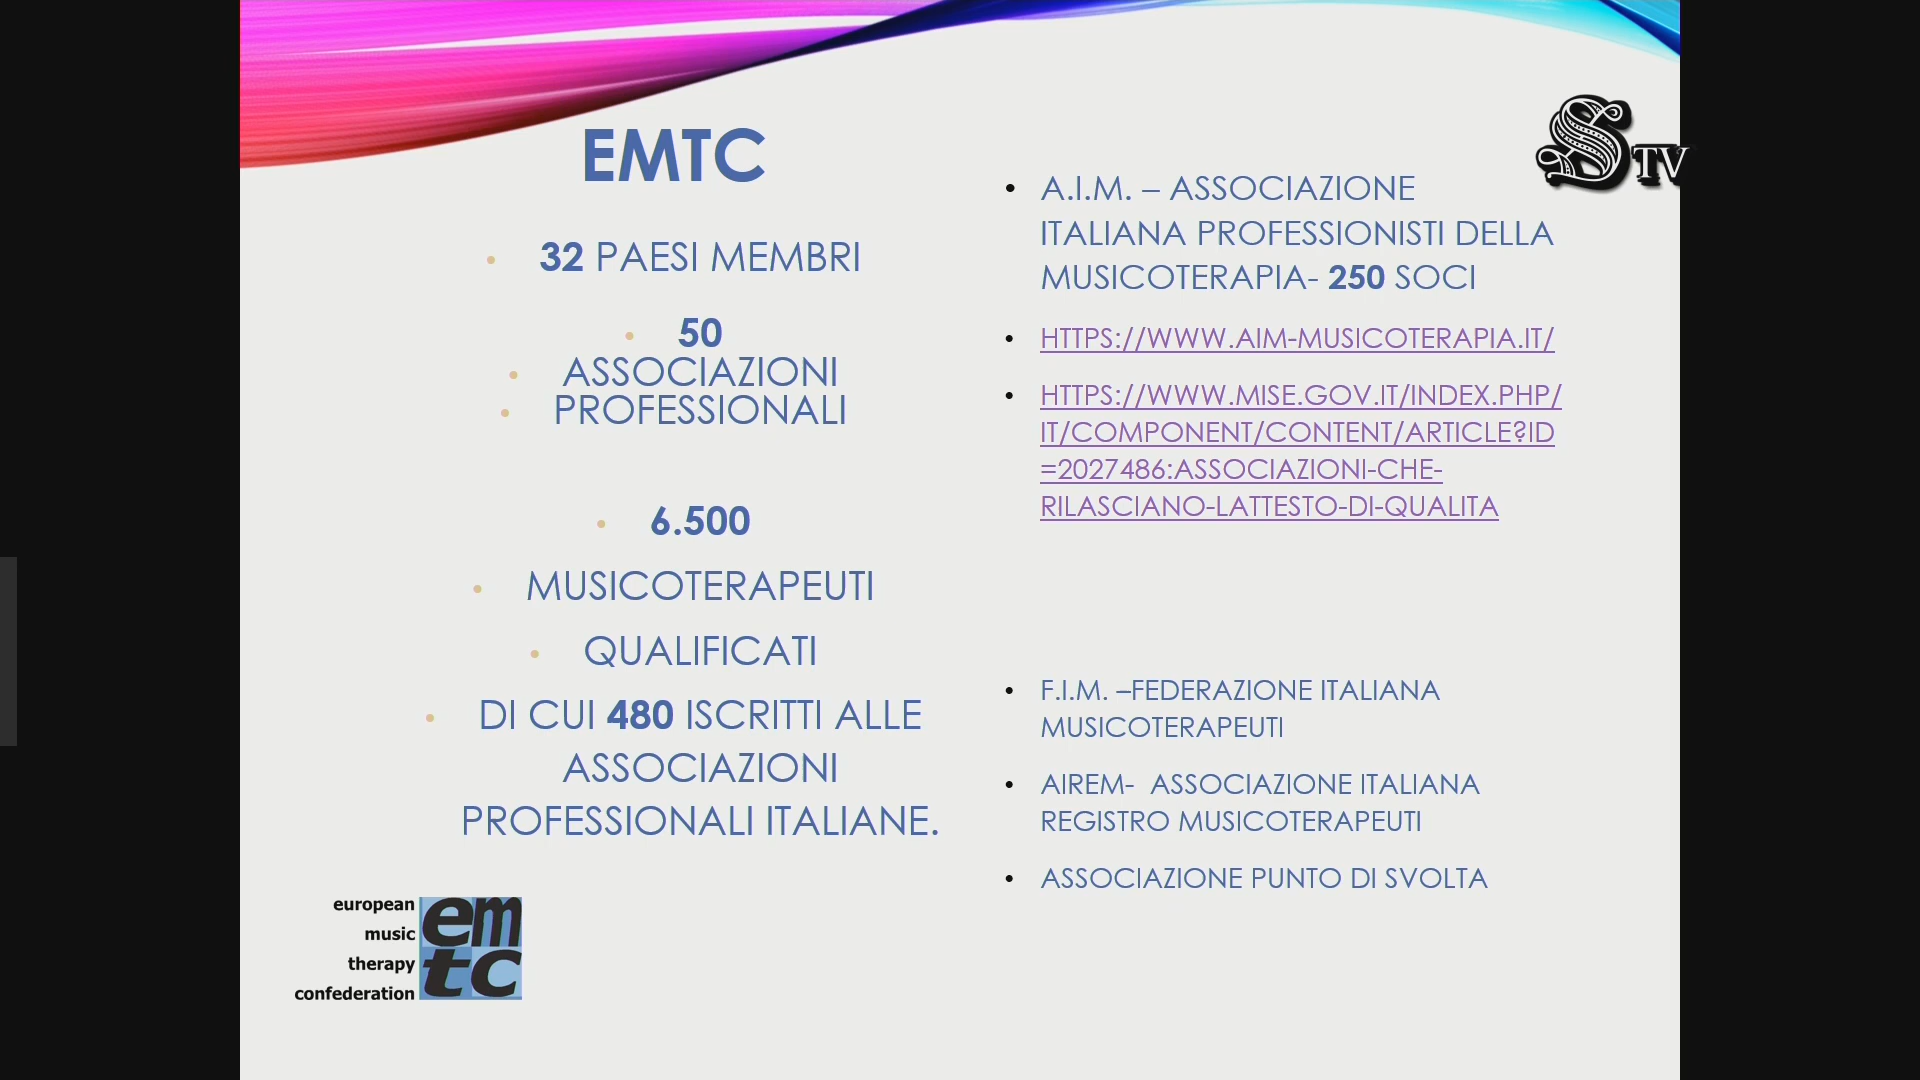 EMTC
32 PAESI MEMBRI
50
ASSOCIAZIONI
PROFESSIONALI
6.500
MUSICOTERAPEUTI
QUALIFICATI
DI CUI 480 ISCRITTI ALLE
ASSOCIAZIONI
PROFESSIONALI ITALIANE.
european
music
therapy
confederation
em
tc
S TV
A.I.M. – ASSOCIAZIONE
ITALIANA PROFESSIONISTI DELLA
MUSICOTERAPIA- 250 SOCI
HTTPS://WWW.AIM-MUSICOTERAPIA.IT/
HTTPS://WWW.MISE.GOV.IT/INDEX.PHP/
IT/COMPONENT/CONTENT/ARTICLE?ID
=2027486:ASSOCIAZIONI-CHE-
RILASCIANO-LATTESTO-DI-QUALITA
F.I.M. –FEDERAZIONE ITALIANA
MUSICOTERAPEUTI
AIREM- ASSOCIAZIONE ITALIANA
REGISTRO MUSICOTERAPEUTI
ASSOCIAZIONE PUNTO DI SVOLTA